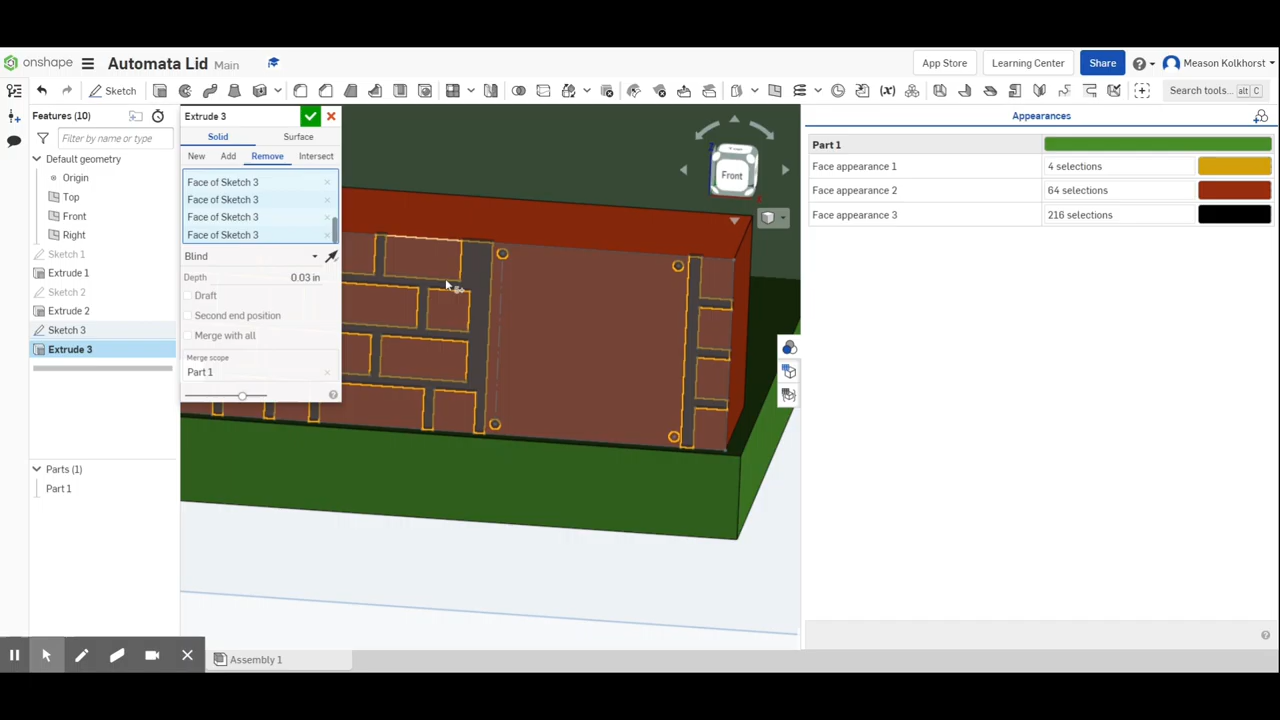 onshape Automata Lid Main App Store Learning Center Share Meason Kolkhorst
Sketch Search tools... alt C
Features (10)
Filter by name or type
Default geometry
Origin
Top
Front
Right
Sketch 1
Extrude 1
Sketch 2
Extrude 2
Sketch 3
Extrude 3
Parts (1)
Part 1
Extrude 3
Solid Surface
New Add Remove Intersect
Face of Sketch 3
Face of Sketch 3
Face of Sketch 3
Face of Sketch 3
Blind
Depth 0.03 in
Draft
Second end position
Merge with all
Merge scope
Part 1
Front
Appearances
Part 1
Face appearance 1 4 selections
Face appearance 2 64 selections
Face appearance 3 216 selections
Assembly 1